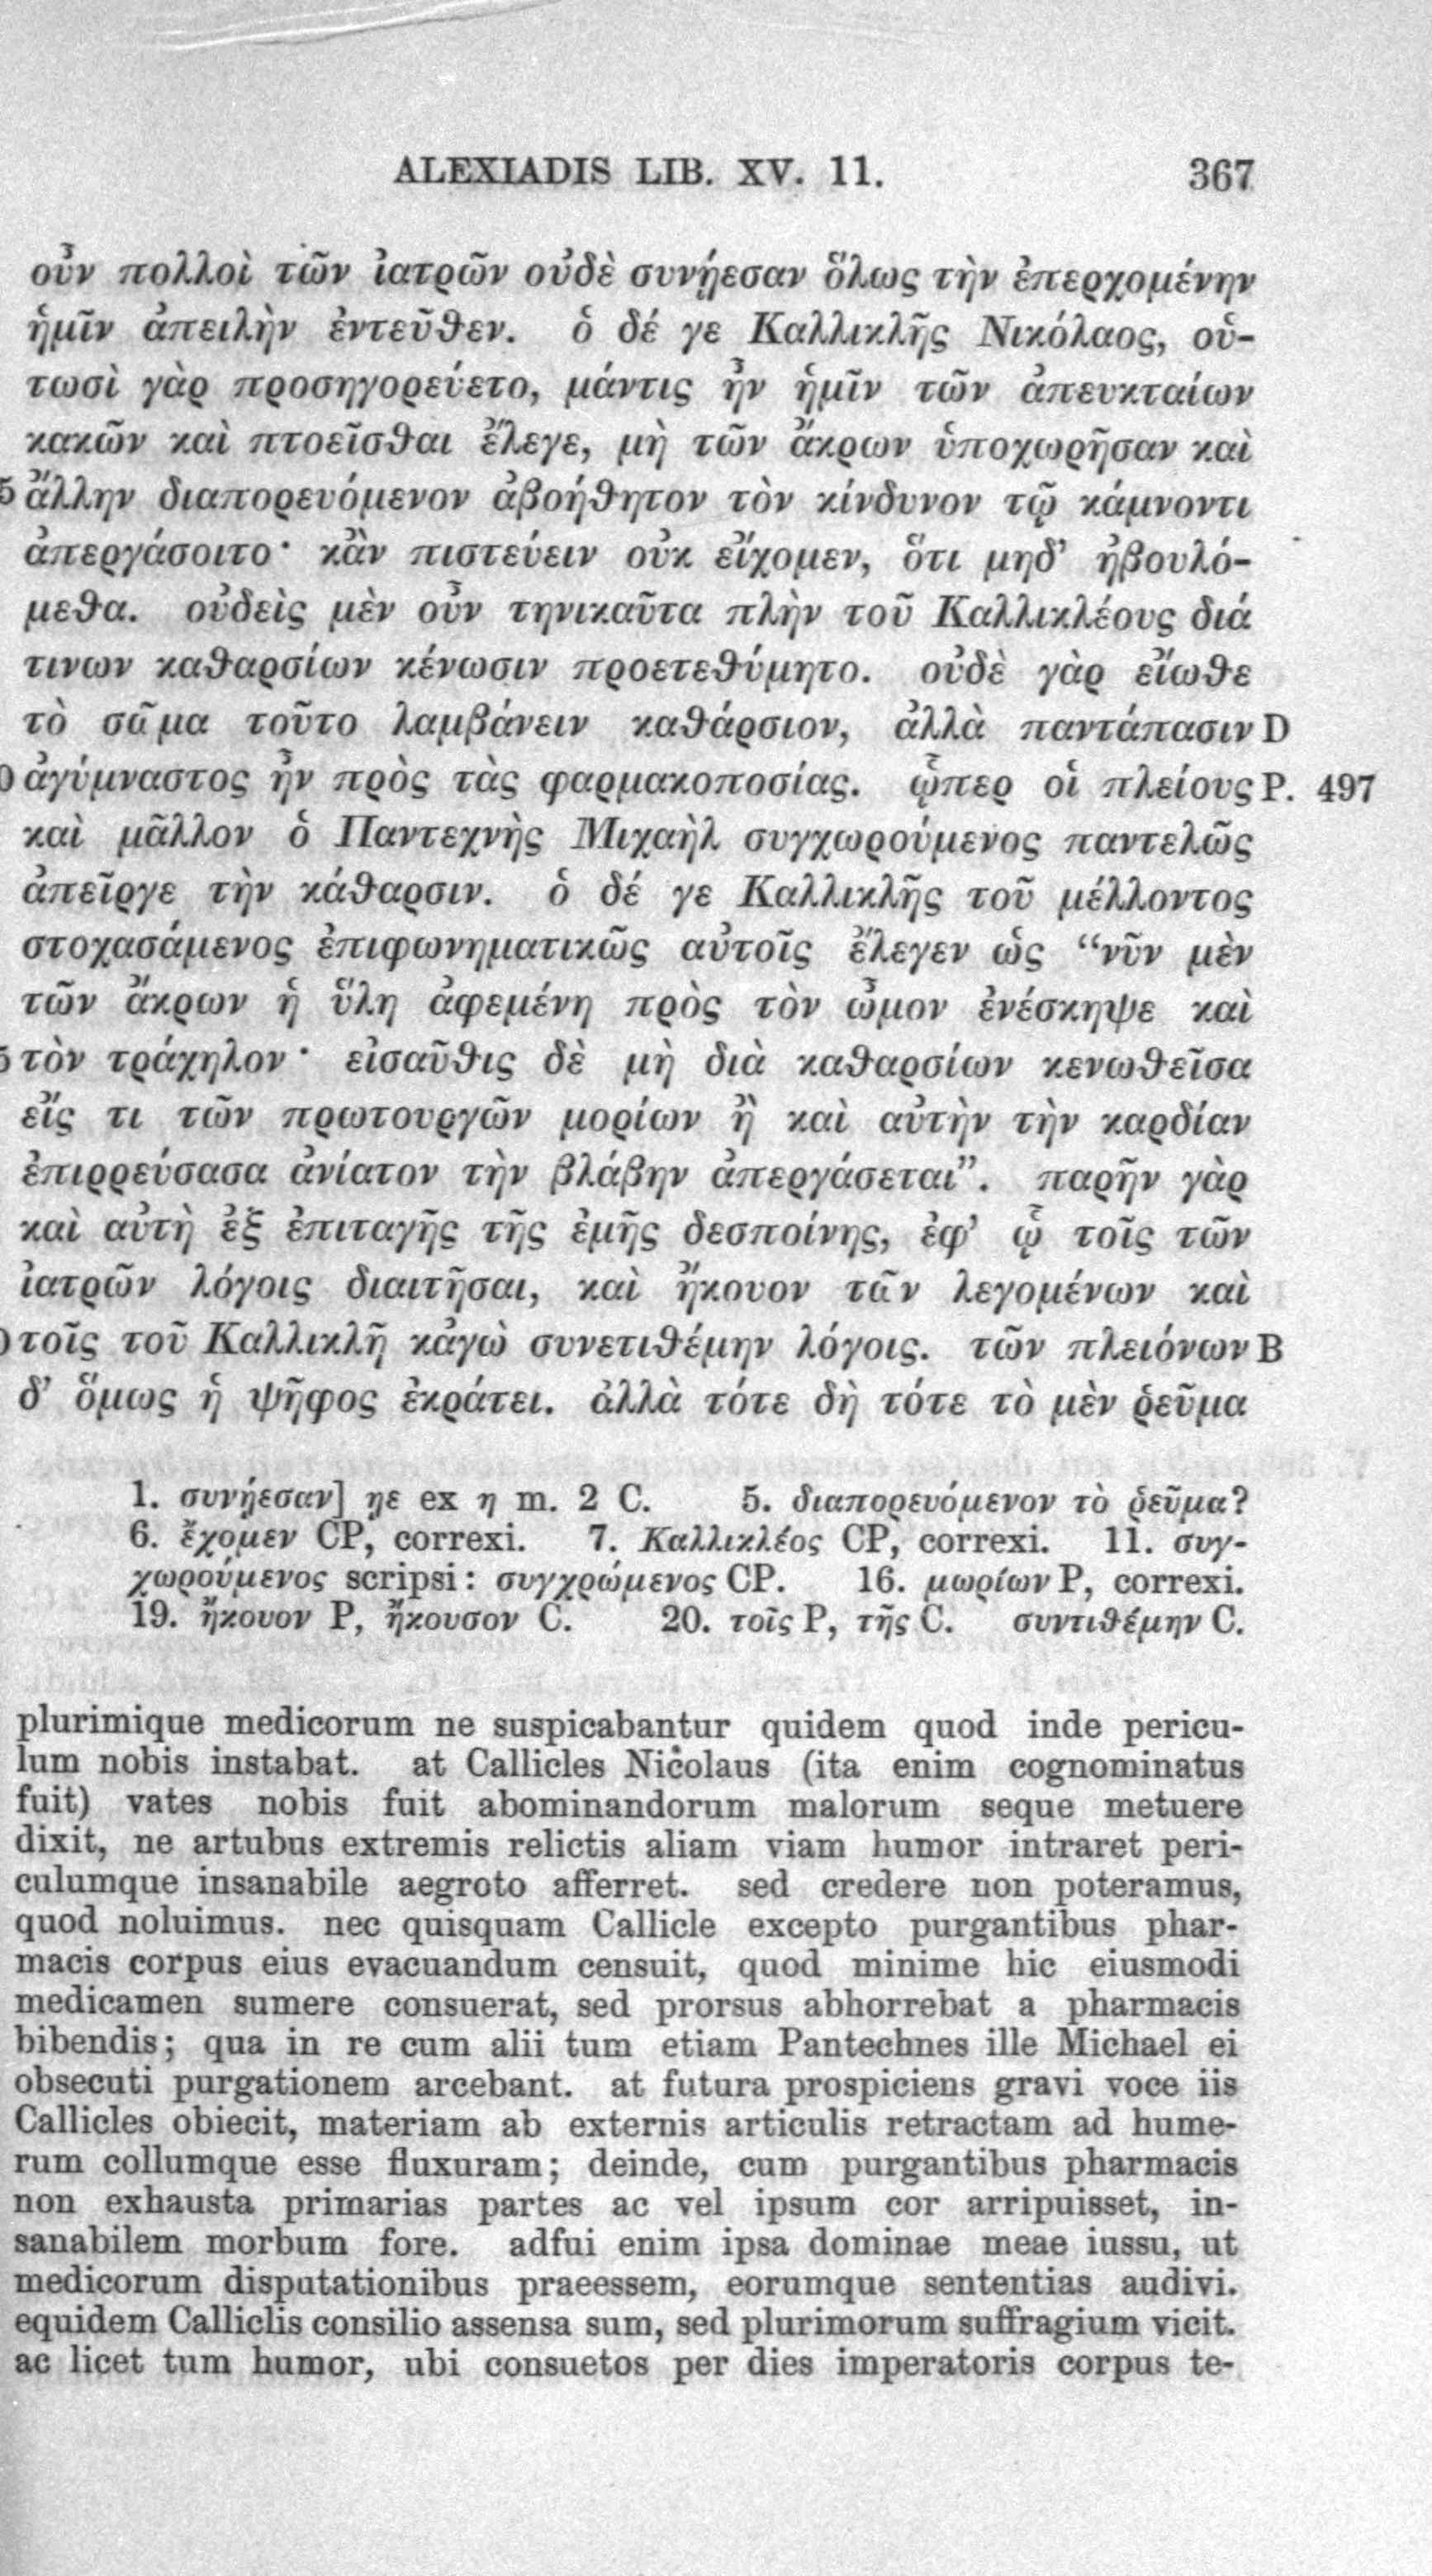 ALEXIADIS LIB. XV. 11. 367
οὖν πολλοὶ τῶν ἰατρῶν οὐδὲ συνῄεσαν ὅλως τὴν ἐπερχομένην
ἡμῖν ἀπειλὴν ἐντεῦθεν. ὁ δέ γε Καλλικλῆς Νικόλαος, οὑ-
τωσὶ γὰρ προσηγορεύετο, μάντις ἦν ἡμῖν τῶν ἀπευκταίων
κακῶν καὶ πτοεῖσθαι ἔλεγε, μὴ τῶν ἄκρων ὑποχωρῆσαν καὶ
5 ἄλλην διαπορευόμενον ἀβοήθητον τὸν κίνδυνον τῷ κάμνοντι
ἀπεργάσοιτο· κἂν πιστεύειν οὐκ εἴχομεν, ὅτι μηδ’ ἠβουλό-
μεθα. οὐδεὶς μὲν οὖν τηνικαῦτα πλὴν τοῦ Καλλικλέους διά
τινων καθαρσίων κένωσιν προετεθύμητο. οὐδὲ γὰρ εἴωθε
τὸ σῶμα τοῦτο λαμβάνειν καθάρσιον, ἀλλὰ παντάπασιν D
0 ἀγύμναστος ἦν πρὸς τὰς φαρμακοποσίας. ᾧπερ οἱ πλείους P. 497
καὶ μᾶλλον ὁ Παντεχνὴς Μιχαὴλ συγχωρούμενος παντελῶς
ἀπεῖργε τὴν κάθαρσιν. ὁ δέ γε Καλλικλῆς τοῦ μέλλοντος
στοχασάμενος ἐπιφωνηματικῶς αὐτοῖς ἔλεγεν ὡς “νῦν μὲν
τῶν ἄκρων ἡ ὕλη ἀφεμένη πρὸς τὸν ὦμον ἐνέσκηψε καὶ
5 τὸν τράχηλον· εἰσαῦθις δὲ μὴ διὰ καθαρσίων κενωθεῖσα
εἴς τι τῶν πρωτουργῶν μορίων ἢ καὶ αὐτὴν τὴν καρδίαν
ἐπιρρεύσασα ἀνίατον τὴν βλάβην ἀπεργάσεται”. παρῆν γὰρ
καὶ αὐτὴ ἐξ ἐπιταγῆς τῆς ἐμῆς δεσποίνης, ἐφ’ ᾧ τοῖς τῶν
ἰατρῶν λόγοις διαιτῆσαι, καὶ ἤκουον τῶν λεγομένων καὶ
0 τοῖς τοῦ Καλλικλῆ κἀγὼ συνετιθέμην λόγοις. τῶν πλειόνων B
δ’ ὅμως ἡ ψῆφος ἐκράτει. ἀλλὰ τότε δὴ τότε τὸ μὲν ῥεῦμα
1. συνῄεσαν] ῃε ex η m. 2 C. 5. διαπορευόμενον τὸ ῥεῦμα?
6. ἔχομεν CP, correxi. 7. Καλλικλέος CP, correxi. 11. συγ-
χωρούμενος scripsi: συγχρώμενος CP. 16. μωρίων P, correxi.
19. ἤκουον P, ἤκουσον C. 20. τοῖς P, τῆς C. συντιθέμην C.
plurimique medicorum ne suspicabantur quidem quod inde pericu-
lum nobis instabat. at Callicles Nicolaus (ita enim cognominatus
fuit) vates nobis fuit abominandorum malorum seque metuere
dixit, ne artubus extremis relictis aliam viam humor intraret peri-
culumque insanabile aegroto afferret. sed credere non poteramus,
quod noluimus. nec quisquam Callicle excepto purgantibus phar-
macis corpus eius evacuandum censuit, quod minime hic eiusmodi
medicamen sumere consuerat, sed prorsus abhorrebat a pharmacis
bibendis; qua in re cum alii tum etiam Pantechnes ille Michael ei
obsecuti purgationem arcebant. at futura prospiciens gravi voce iis
Callicles obiecit, materiam ab externis articulis retractam ad hume-
rum collumque esse fluxuram; deinde, cum purgantibus pharmacis
non exhausta primarias partes ac vel ipsum cor arripuisset, in-
sanabilem morbum fore. adfui enim ipsa dominae meae iussu, ut
medicorum disputationibus praeessem, eorumque sententias audivi.
equidem Calliclis consilio assensa sum, sed plurimorum suffragium vicit.
ac licet tum humor, ubi consuetos per dies imperatoris corpus te-